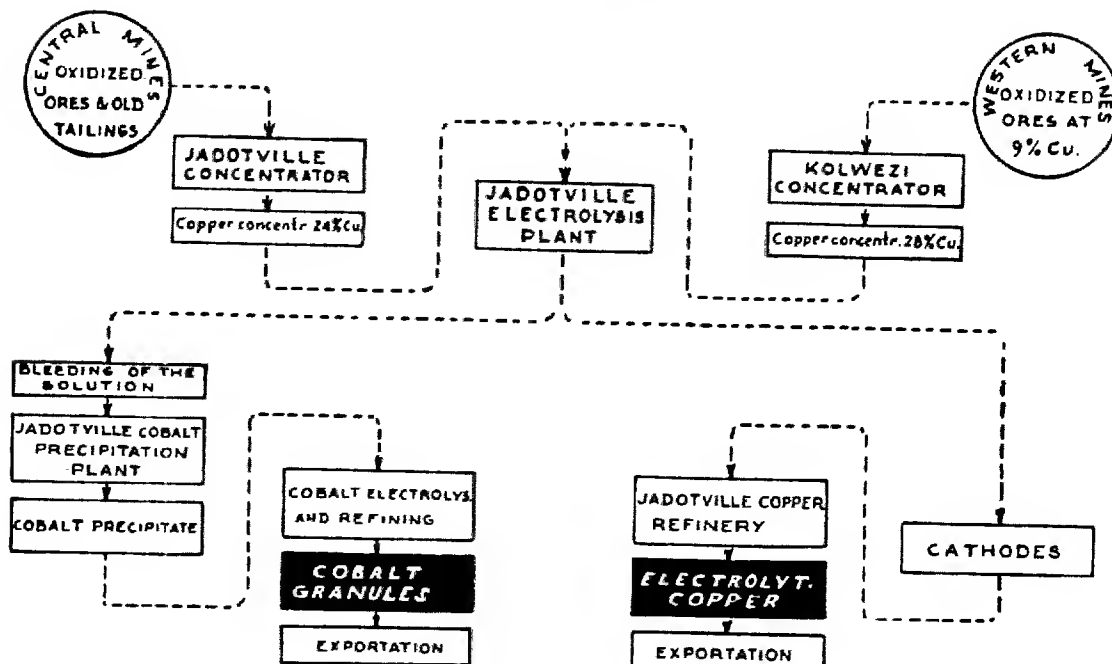 CENTRAL MINES
OXIDIZED
ORES & OLD
TAILINGS
WESTERN MINES
OXIDIZED
ORES AT
9% Cu.
JADOTVILLE
CONCENTRATOR
Copper concentr. 24% Cu.
JADOTVILLE
ELECTROLYSIS
PLANT
KOLWEZI
CONCENTRATOR
Copper concentr. 28% Cu.
BLEEDING OF THE
SOLUTION
JADOTVILLE COBALT
PRECIPITATION
PLANT
COBALT PRECIPITATE
COBALT ELECTROLYS.
AND REFINING
COBALT
GRANULES
EXPORTATION
JADOTVILLE COPPER
REFINERY
ELECTROLYT.
COPPER
EXPORTATION
CATHODES